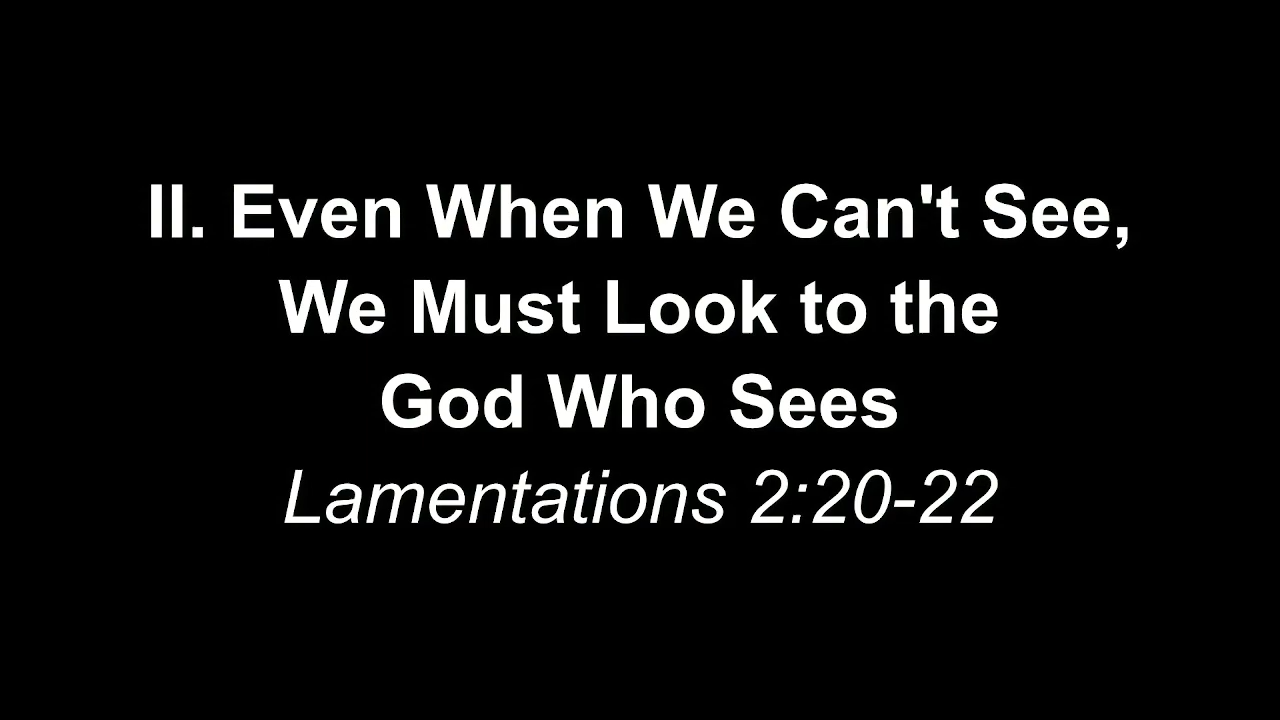 II. Even When We Can't See,
We Must Look to the
God Who Sees
Lamentations 2:20-22